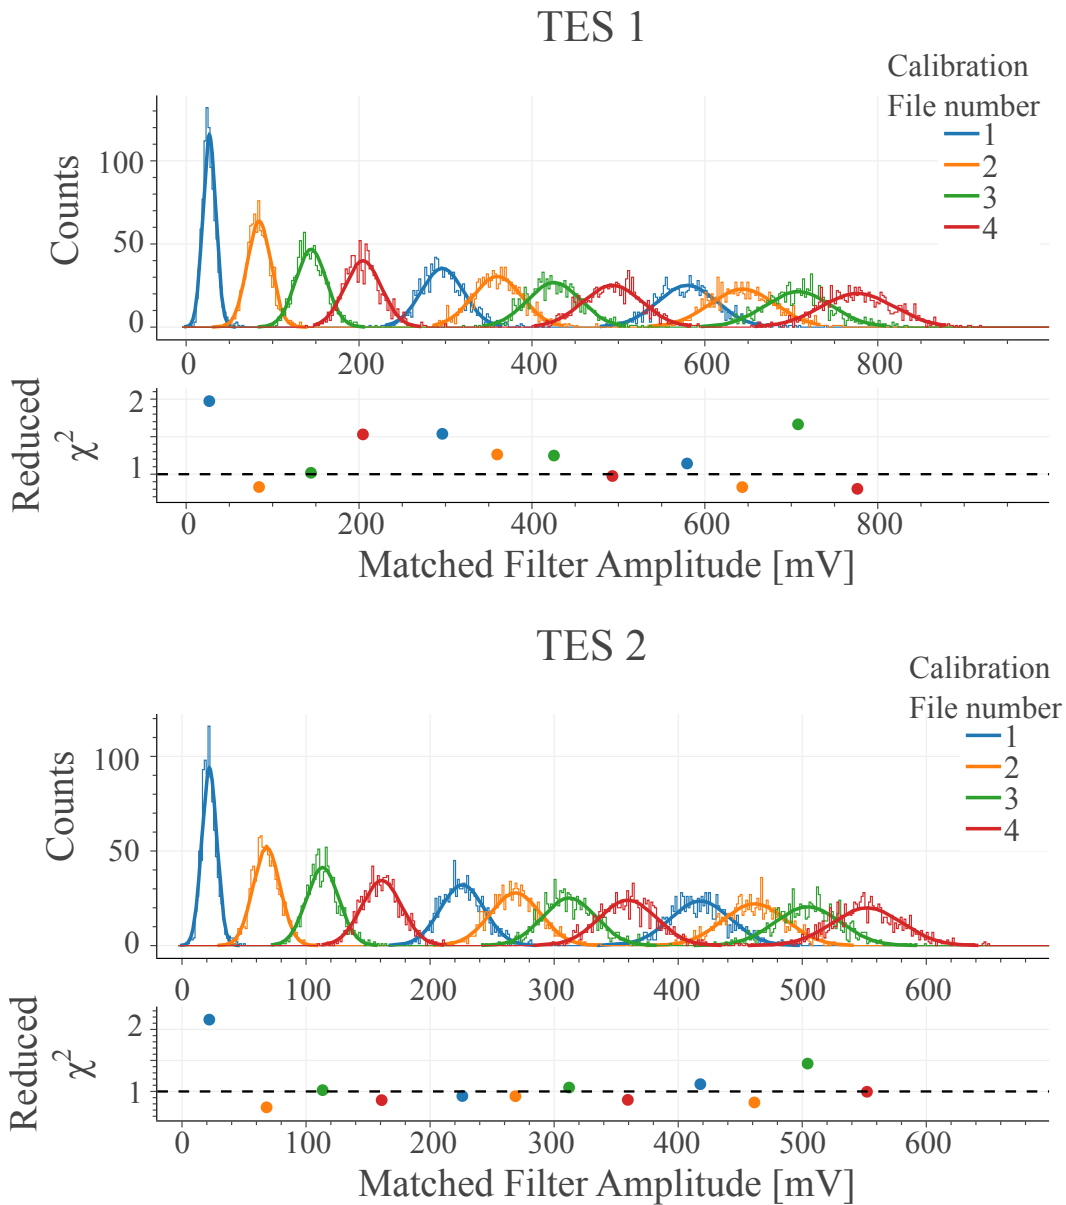 TES 1
Calibration
File number
1
2
3
4
Counts
100
50
0
0 200 400 600 800
Reduced
χ²
2
1
0 200 400 600 800
Matched Filter Amplitude [mV]
TES 2
Calibration
File number
1
2
3
4
Counts
100
50
0
0 100 200 300 400 500 600
Reduced
χ²
2
1
0 100 200 300 400 500 600
Matched Filter Amplitude [mV]